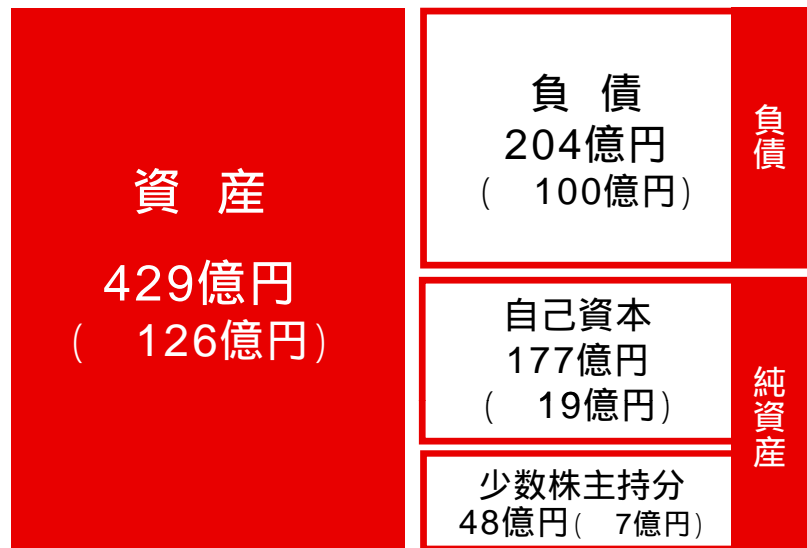 資 産
429億円
( 126億円)
負 債
204億円
( 100億円)
負債
自己資本
177億円
( 19億円)
少数株主持分
48億円( 7億円)
純資産